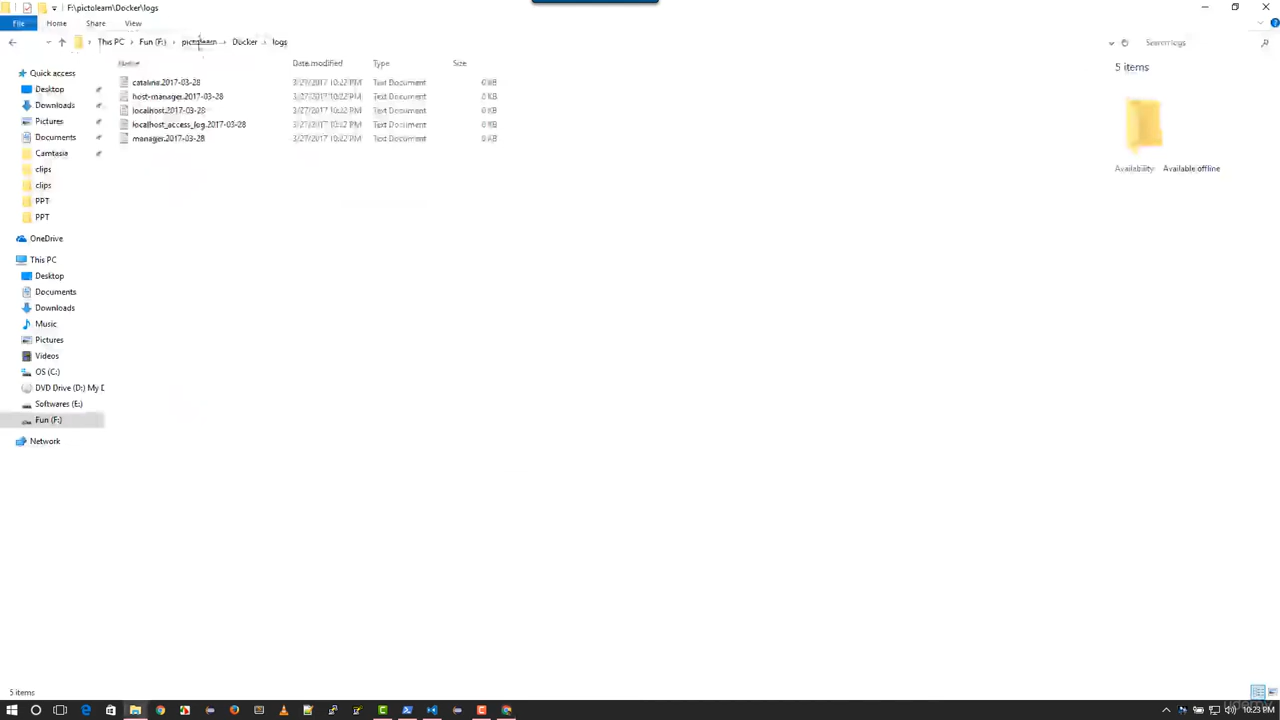 F:\pictolearn\Docker\logs
File Home Share View
This PC Fun (F:) pictolearn Docker logs Search logs
Name Date modified Type Size
catalina.2017-03-28 3/27/2017 10:22 PM Text Document 0 KB
host-manager.2017-03-28 3/27/2017 10:22 PM Text Document 0 KB
localhost.2017-03-28 3/27/2017 10:22 PM Text Document 0 KB
localhost_access_log.2017-03-28 3/27/2017 10:22 PM Text Document 0 KB
manager.2017-03-28 3/27/2017 10:22 PM Text Document 0 KB
Quick access
Desktop
Downloads
Pictures
Documents
Camtasia
clips
clips
PPT
PPT
OneDrive
This PC
Desktop
Documents
Downloads
Music
Pictures
Videos
OS (C:)
DVD Drive (D:) My D
Softwares (E:)
Fun (F:)
Network
5 items
Availability: Available offline
5 items
udemy
10:23 PM